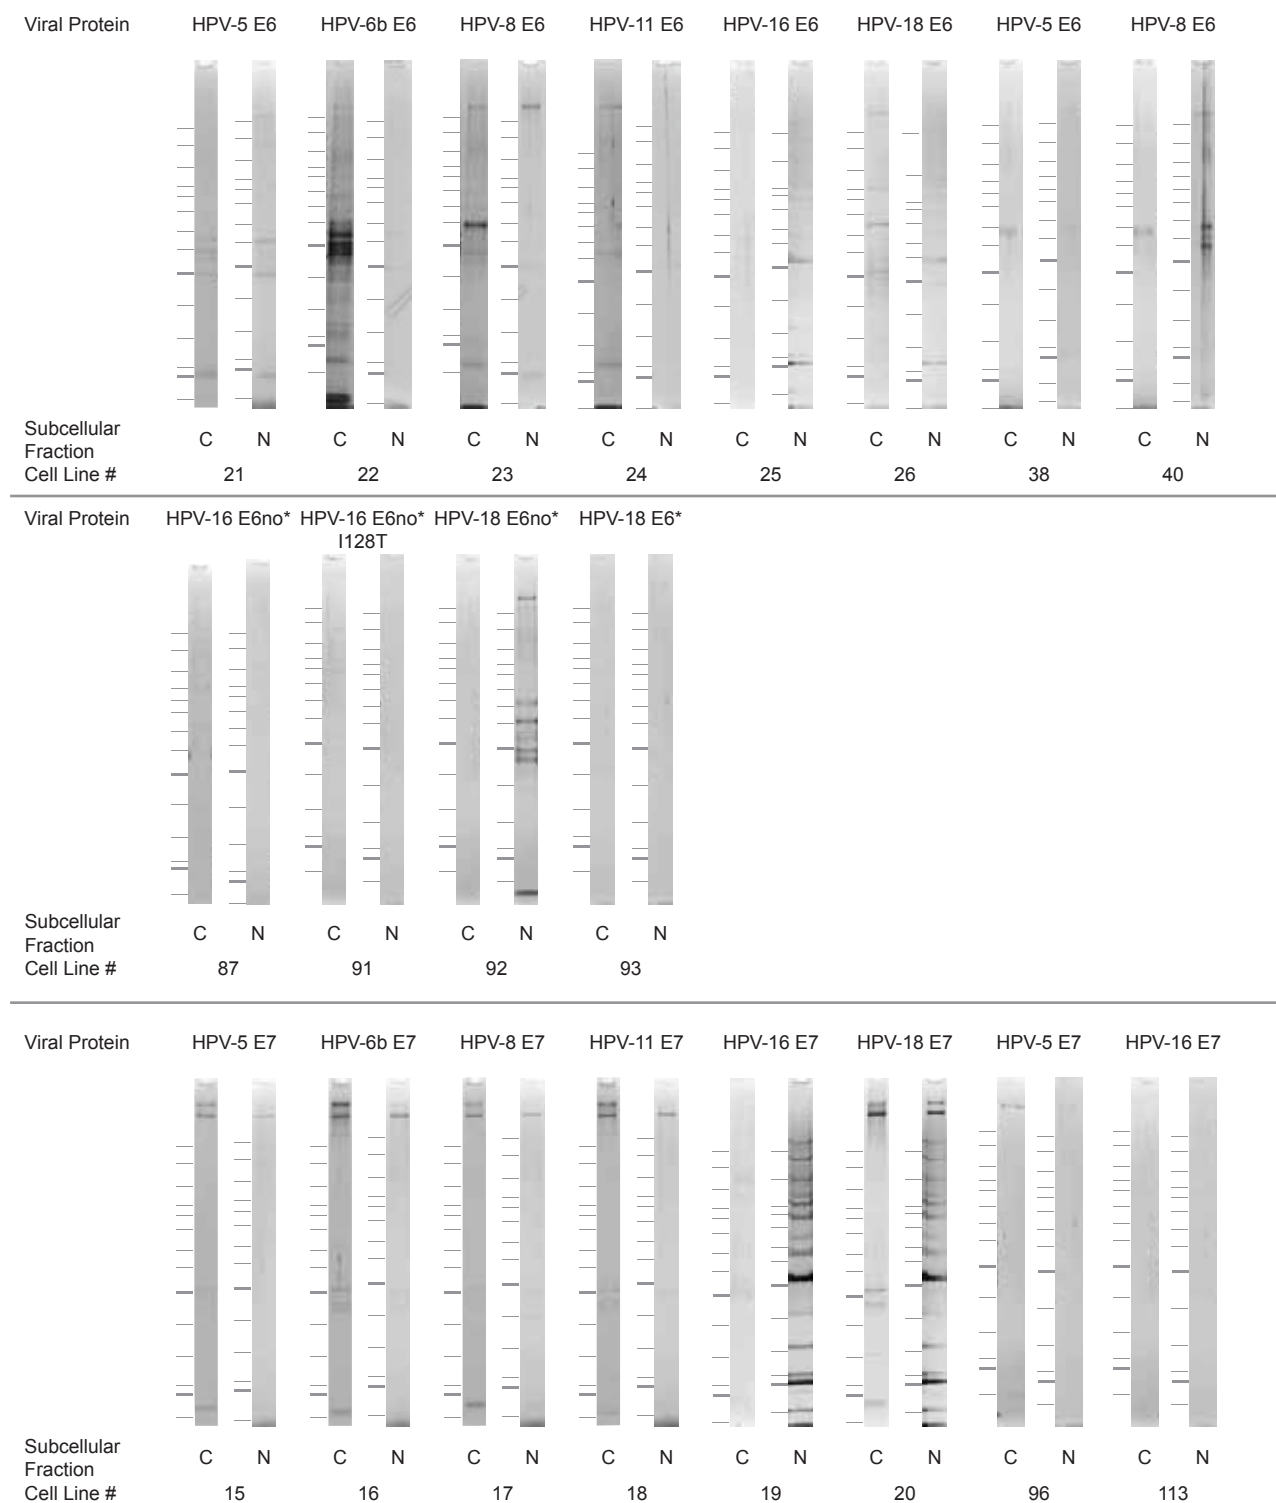 Viral Protein HPV-5 E6 HPV-6b E6 HPV-8 E6 HPV-11 E6 HPV-16 E6 HPV-18 E6 HPV-5 E6 HPV-8 E6
Subcellular
Fraction C N C N C N C N C N C N C N C N
Cell Line # 21 22 23 24 25 26 38 40
Viral Protein HPV-16 E6no* HPV-16 E6no* HPV-18 E6no* HPV-18 E6*
I128T
Subcellular
Fraction C N C N C N C N
Cell Line # 87 91 92 93
Viral Protein HPV-5 E7 HPV-6b E7 HPV-8 E7 HPV-11 E7 HPV-16 E7 HPV-18 E7 HPV-5 E7 HPV-16 E7
Subcellular
Fraction C N C N C N C N C N C N C N C N
Cell Line # 15 16 17 18 19 20 96 113